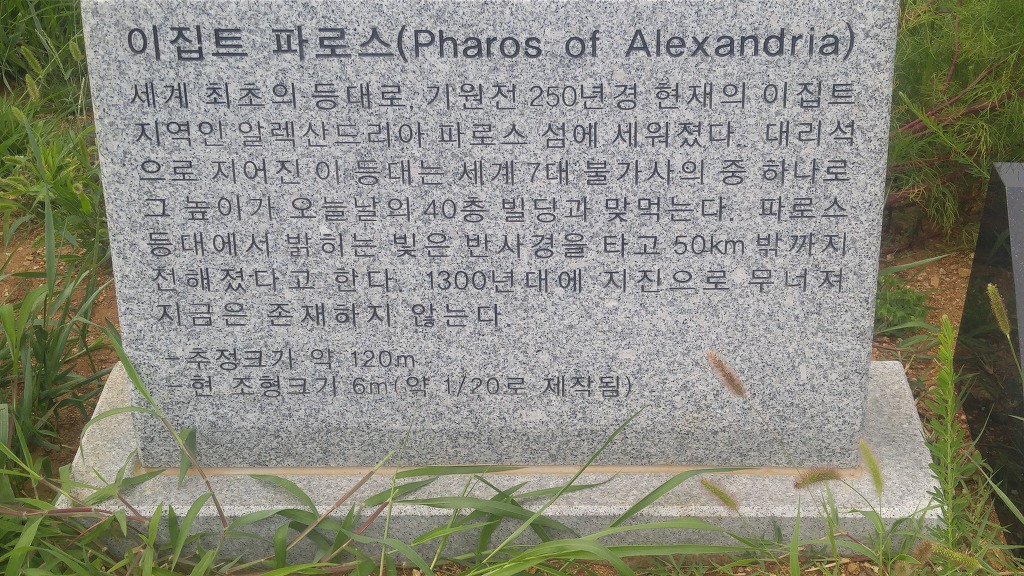 이집트 파로스(Pharos of Alexandria)
세계 최초의 등대로, 기원전 250년경 현재의 이집트
지역인 알렉산드리아 파로스 섬에 세워졌다. 대리석
으로 지어진 이 등대는 세계 7대 불가사의 중 하나로
그 높이가 오늘날의 40층 빌딩과 맞먹는다. 파로스
등대에서 밝히는 빛은 반사경을 타고 50km 밖까지
전해졌다고 한다. 1300년대에 지진으로 무너져
지금은 존재하지 않는다.
-추정크기 약 120m
-현 조형크기 6m(약 1/20로 제작됨)